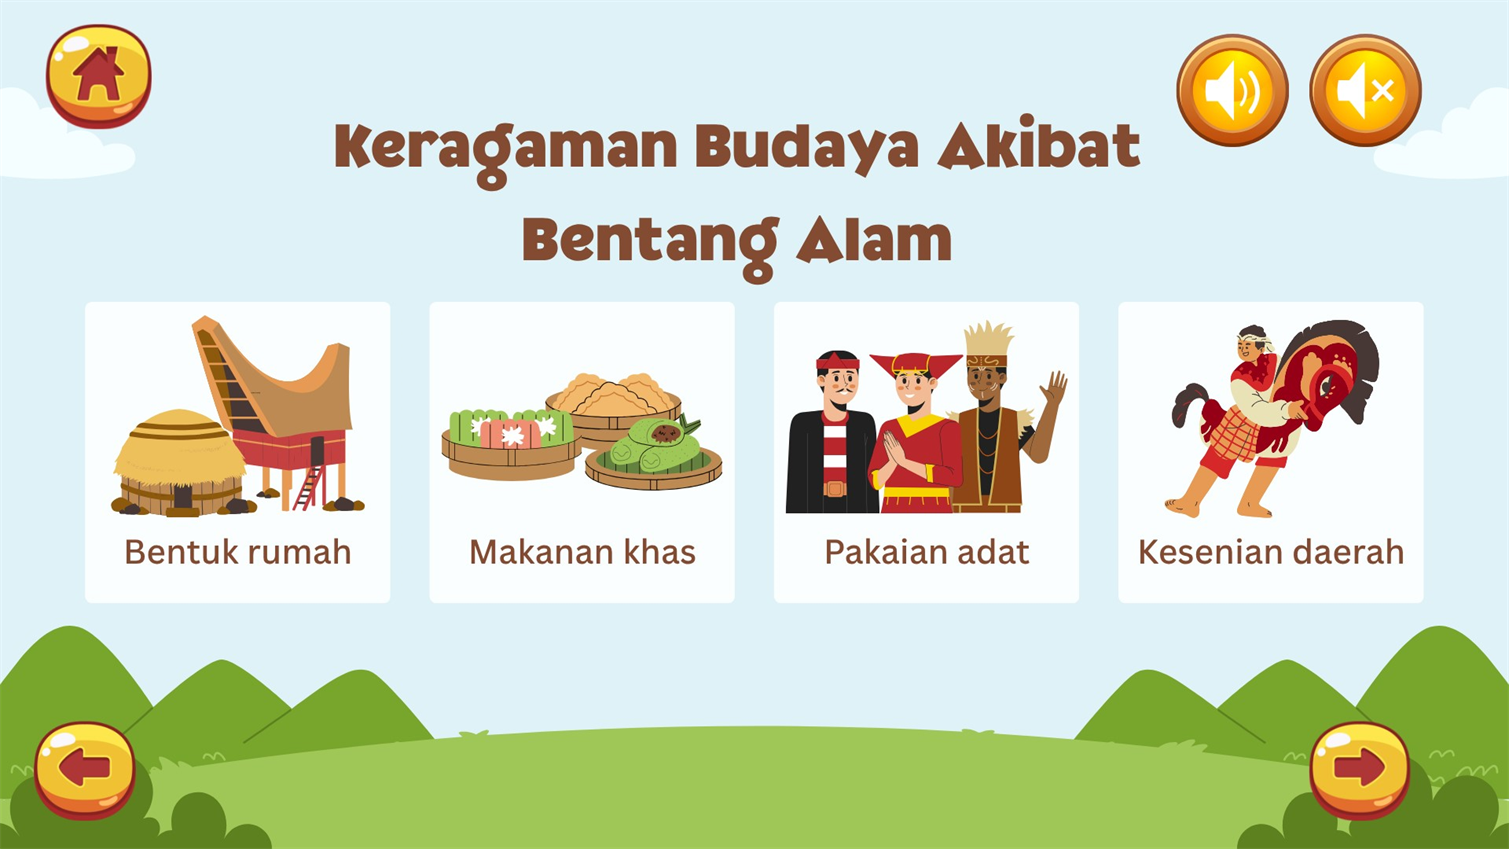 Keragaman Budaya Akibat
Bentang Alam
Bentuk rumah
Makanan khas
Pakaian adat
Kesenian daerah